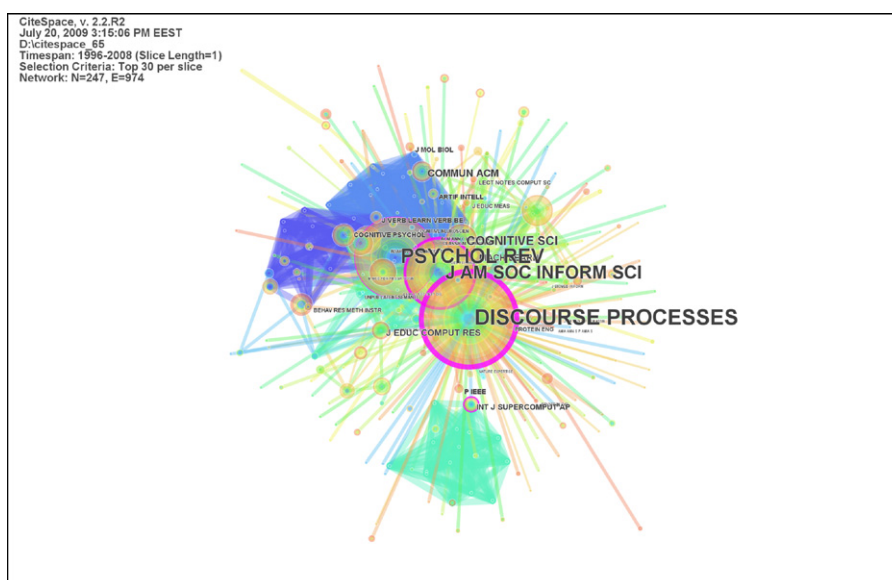 CiteSpace, v. 2.2.R2
July 20, 2009 3:15:06 PM EEST
D:\citespace_65
Timespan: 1996-2008 (Slice Length=1)
Selection Criteria: Top 30 per slice
Network: N=247, E=974
J MOL BIOL
COMMUN ACM
LECT NOTES COMPUT SC
ARTIF INTELL
J EDUC MEAS
J VERB LEARN VERB BE
COGNITIVE PSYCHOL
COGNITIVE SCI
PSYCHOL REV
J AM SOC INFORM SCI
BEHAV RES METH INSTR
DISCOURSE PROCESSES
J EDUC COMPUT RES
PROTEIN ENG
P IEEE
INT J SUPERCOMPUT AP